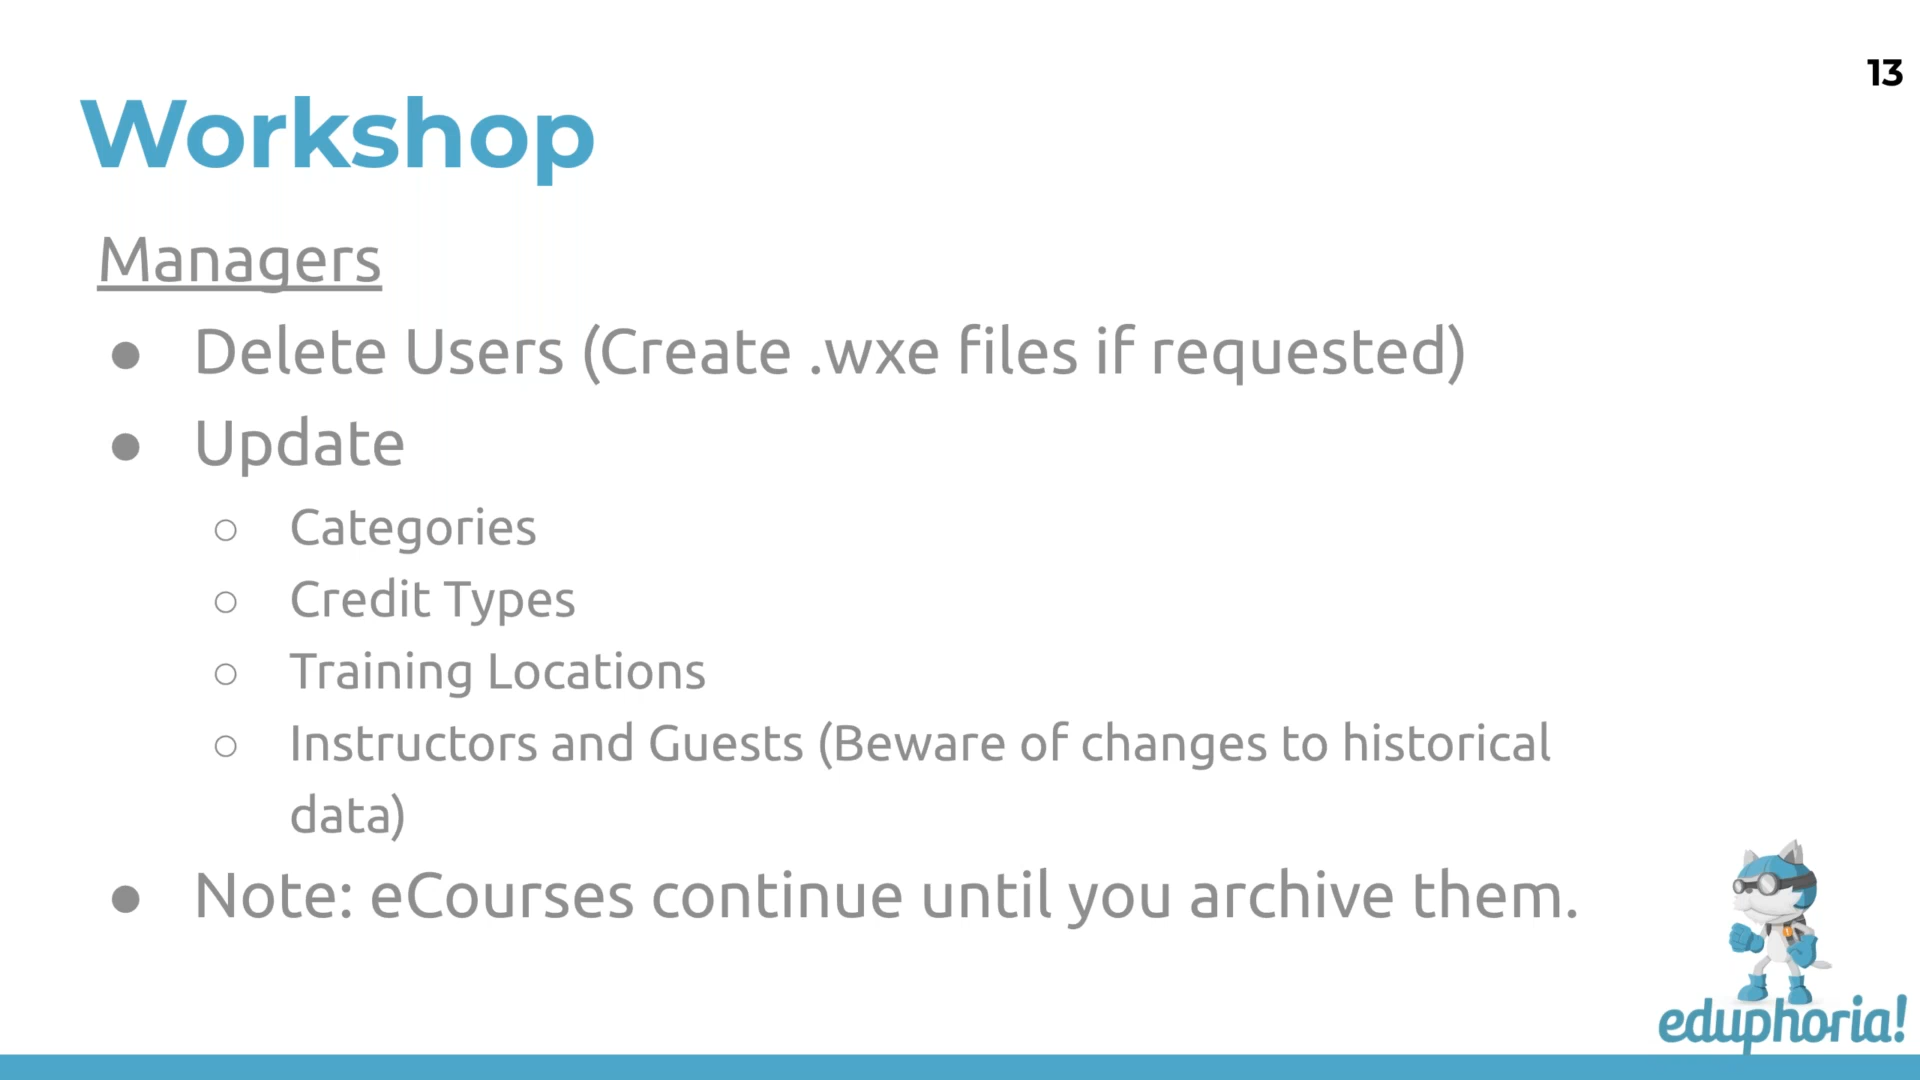 13
Workshop
Managers
● Delete Users (Create .wxe files if requested)
● Update
○ Categories
○ Credit Types
○ Training Locations
○ Instructors and Guests (Beware of changes to historical
data)
● Note: eCourses continue until you archive them.
eduphoria!